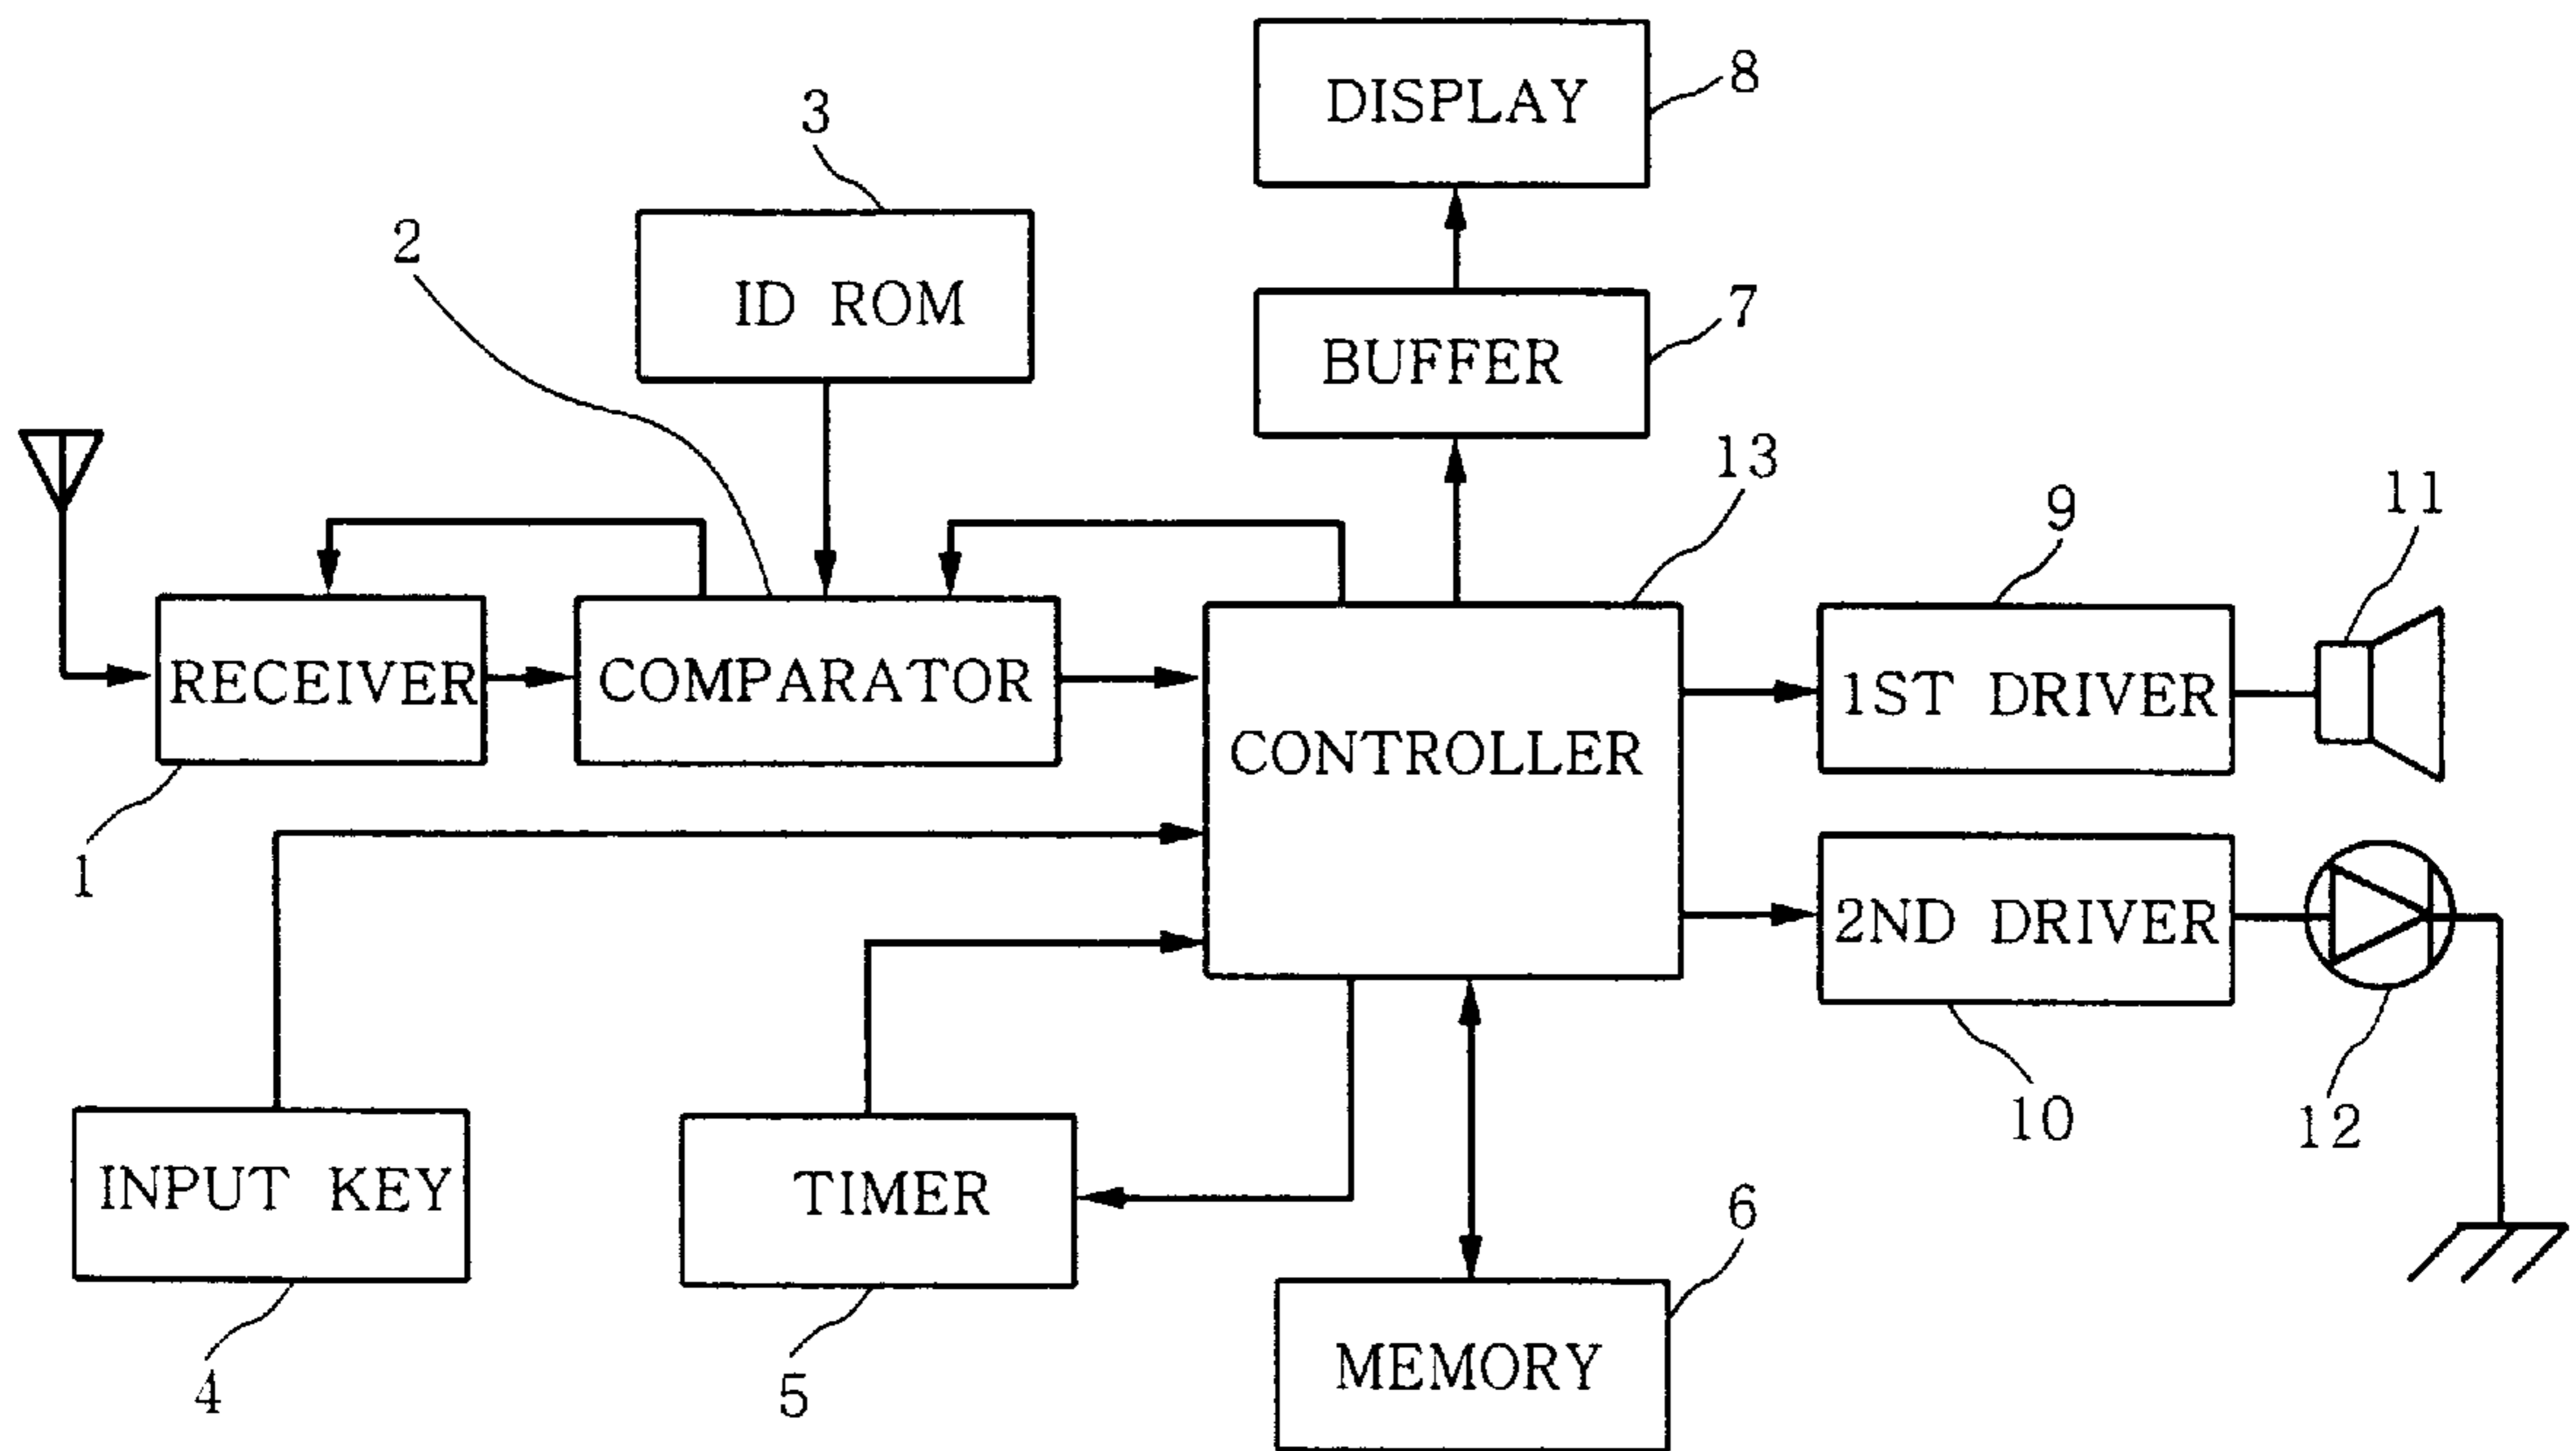 DISPLAY
8
3
ID ROM
2
BUFFER
7
13
9
11
RECEIVER
COMPARATOR
CONTROLLER
1ST DRIVER
1
2ND DRIVER
10
12
INPUT KEY
TIMER
6
4
5
MEMORY